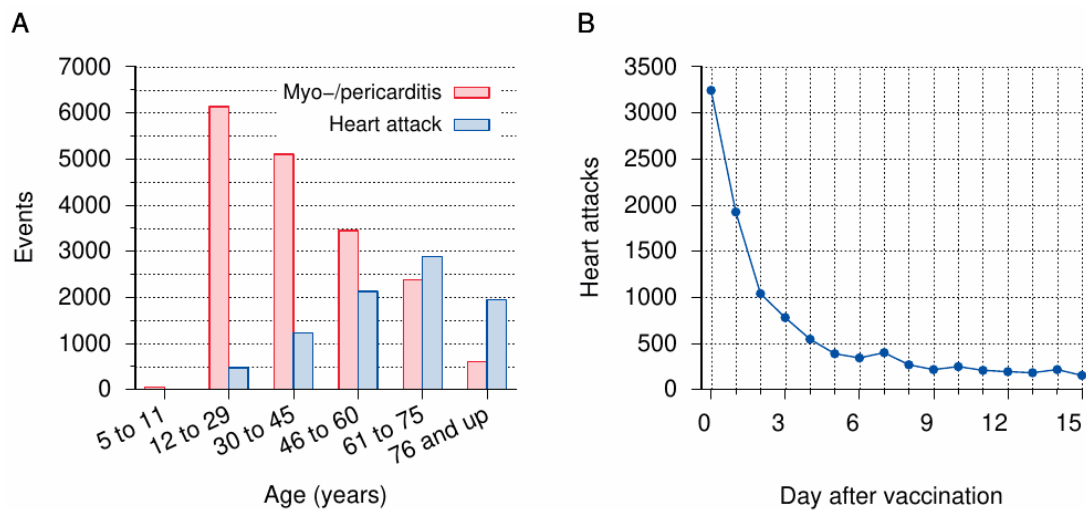 A
Events
7000
6000
5000
4000
3000
2000
1000
0
Myo-/pericarditis
Heart attack
5 to 11
12 to 29
30 to 45
46 to 60
61 to 75
76 and up
Age (years)
B
Heart attacks
3500
3000
2500
2000
1500
1000
500
0
0
3
6
9
12
15
Day after vaccination